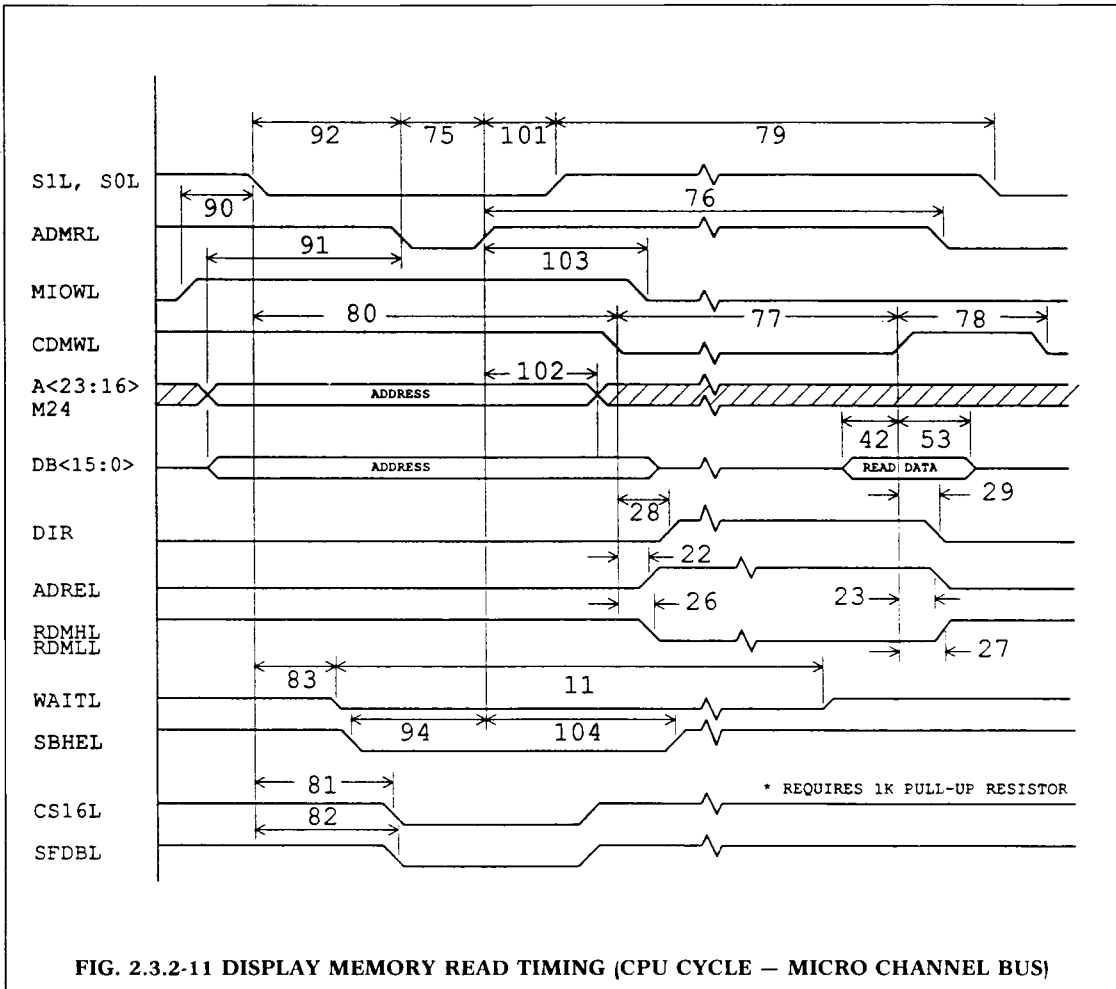 92 75 101 79
S1L, S0L
90 76
ADMRL
91 103
MIOWL
80 77 78
CDMWL
102
A<23:16>
M24
ADDRESS
42 53
DB<15:0>
ADDRESS
READ DATA
29
28
DIR
22
ADREL
26 23
RDMHL
RDMLL
27
83 11
WAITL
94 104
SBHEL
81
* REQUIRES 1K PULL-UP RESISTOR
CS16L
82
SFDBL
FIG. 2.3.2-11 DISPLAY MEMORY READ TIMING (CPU CYCLE — MICRO CHANNEL BUS)